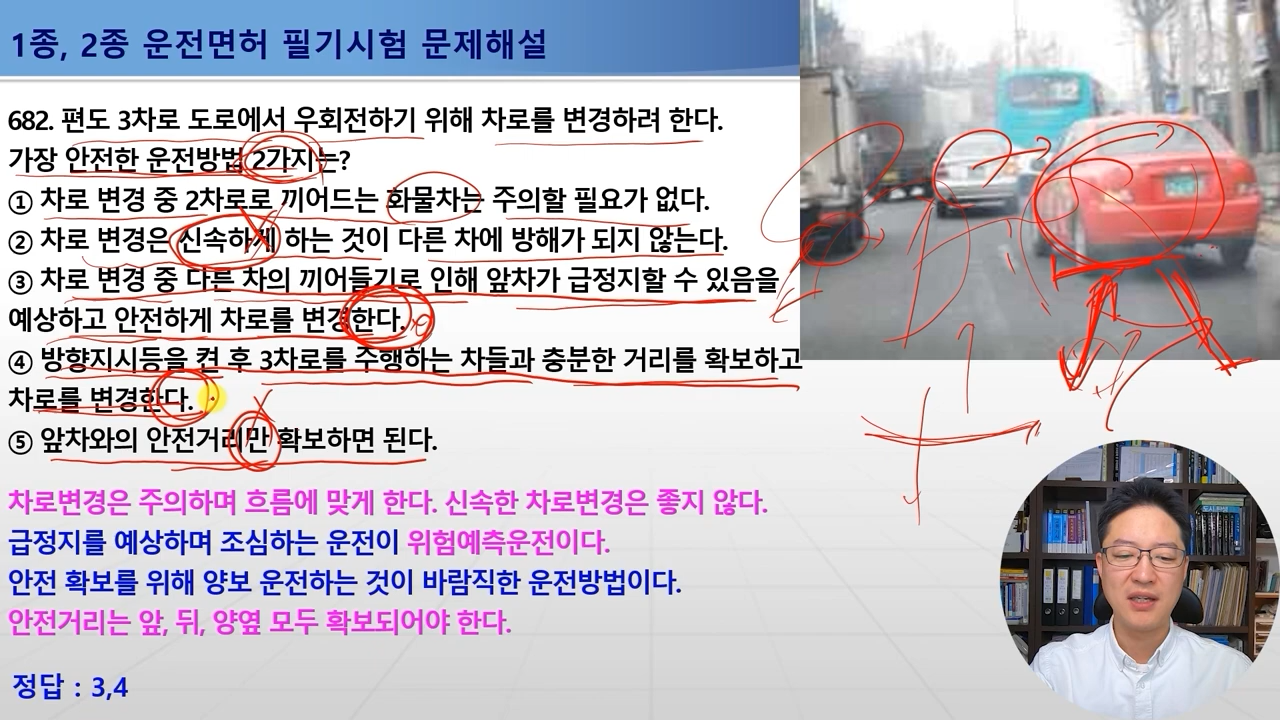 1종, 2종 운전면허 필기시험 문제해설
682. 편도 3차로 도로에서 우회전하기 위해 차로를 변경하려 한다.
가장 안전한 운전방법 2가지는?
① 차로 변경 중 2차로로 끼어드는 화물차는 주의할 필요가 없다.
② 차로 변경은 신속하게 하는 것이 다른 차에 방해가 되지 않는다.
③ 차로 변경 중 다른 차의 끼어들기로 인해 앞차가 급정지할 수 있음을
예상하고 안전하게 차로를 변경한다.
④ 방향지시등을 켠 후 3차로를 주행하는 차들과 충분한 거리를 확보하고
차로를 변경한다.
⑤ 앞차와의 안전거리만 확보하면 된다.
차로변경은 주의하며 흐름에 맞게 한다. 신속한 차로변경은 좋지 않다.
급정지를 예상하며 조심하는 운전이 위험예측운전이다.
안전 확보를 위해 양보 운전하는 것이 바람직한 운전방법이다.
안전거리는 앞, 뒤, 양옆 모두 확보되어야 한다.
정답 : 3,4